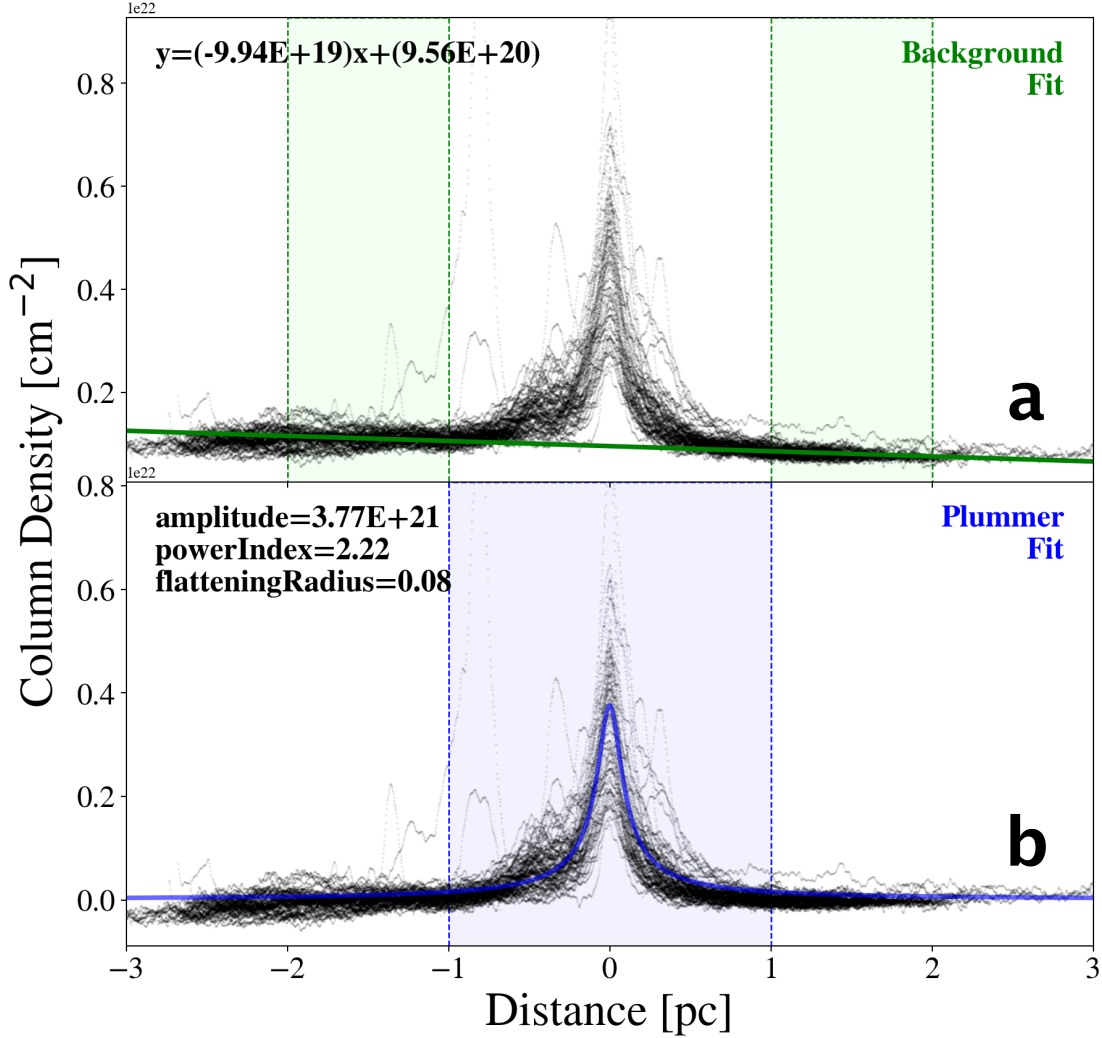 1e22
y=(-9.94E+19)x+(9.56E+20)
Background
Fit
0.8
0.6
0.4
0.2
a
Column Density [cm−2]
1e22
amplitude=3.77E+21
powerIndex=2.22
flatteningRadius=0.08
Plummer
Fit
0.8
0.6
0.4
0.2
0.0
b
−3 −2 −1 0 1 2 3
Distance [pc]